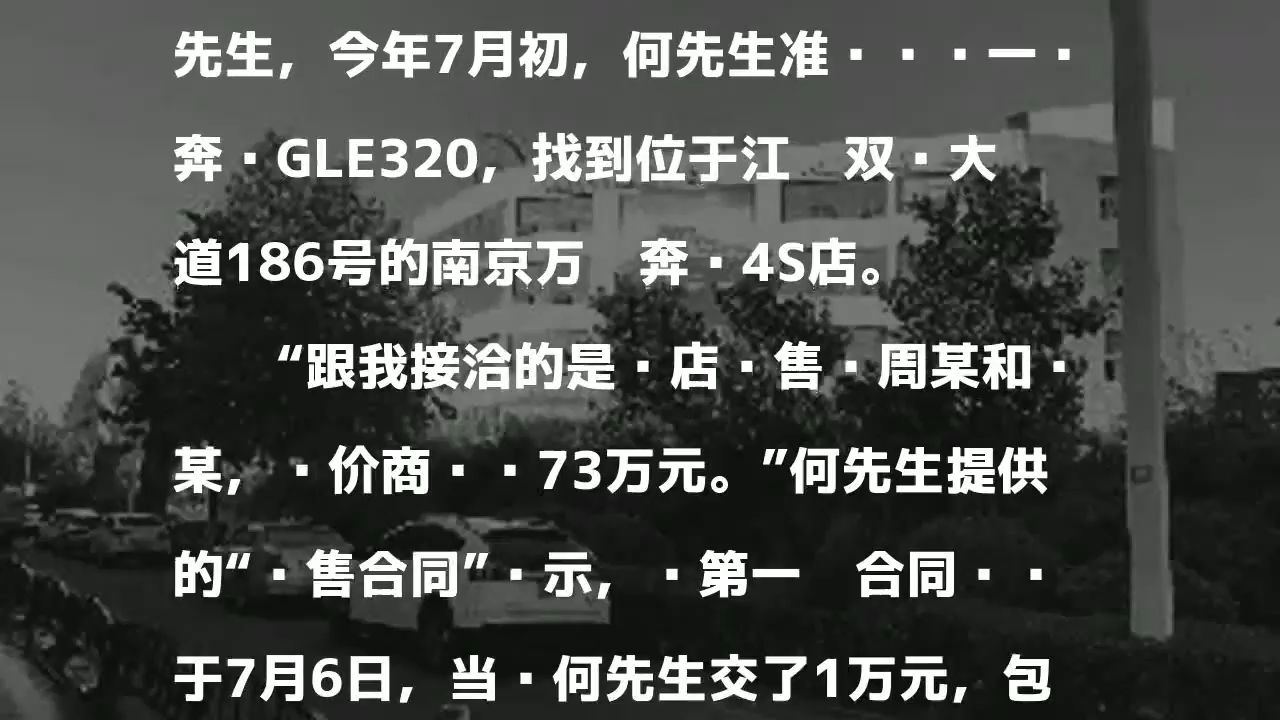 先生，今年7月初，何先生准···一·
奔·GLE320，找到位于江　双·大
道186号的南京万　奔·4S店。
“跟我接洽的是·店·售·周某和·
某，·价商··73万元。”何先生提供
的“·售合同”·示，·第一　合同··
于7月6日，当·何先生交了1万元，包